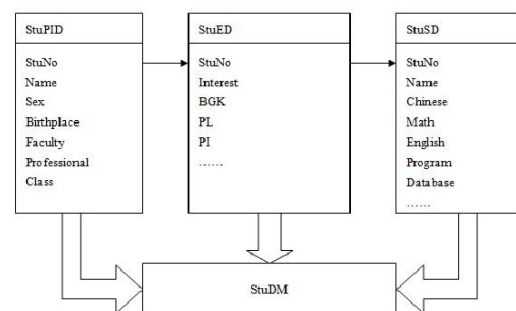 StuPID
StuNo
Name
Sex
Birthplace
Faculty
Professional
Class
StuED
StuNo
Interest
BGK
PL
PI
......
StuSD
StuNo
Name
Chinese
Math
English
Program
Database
......
StuDM